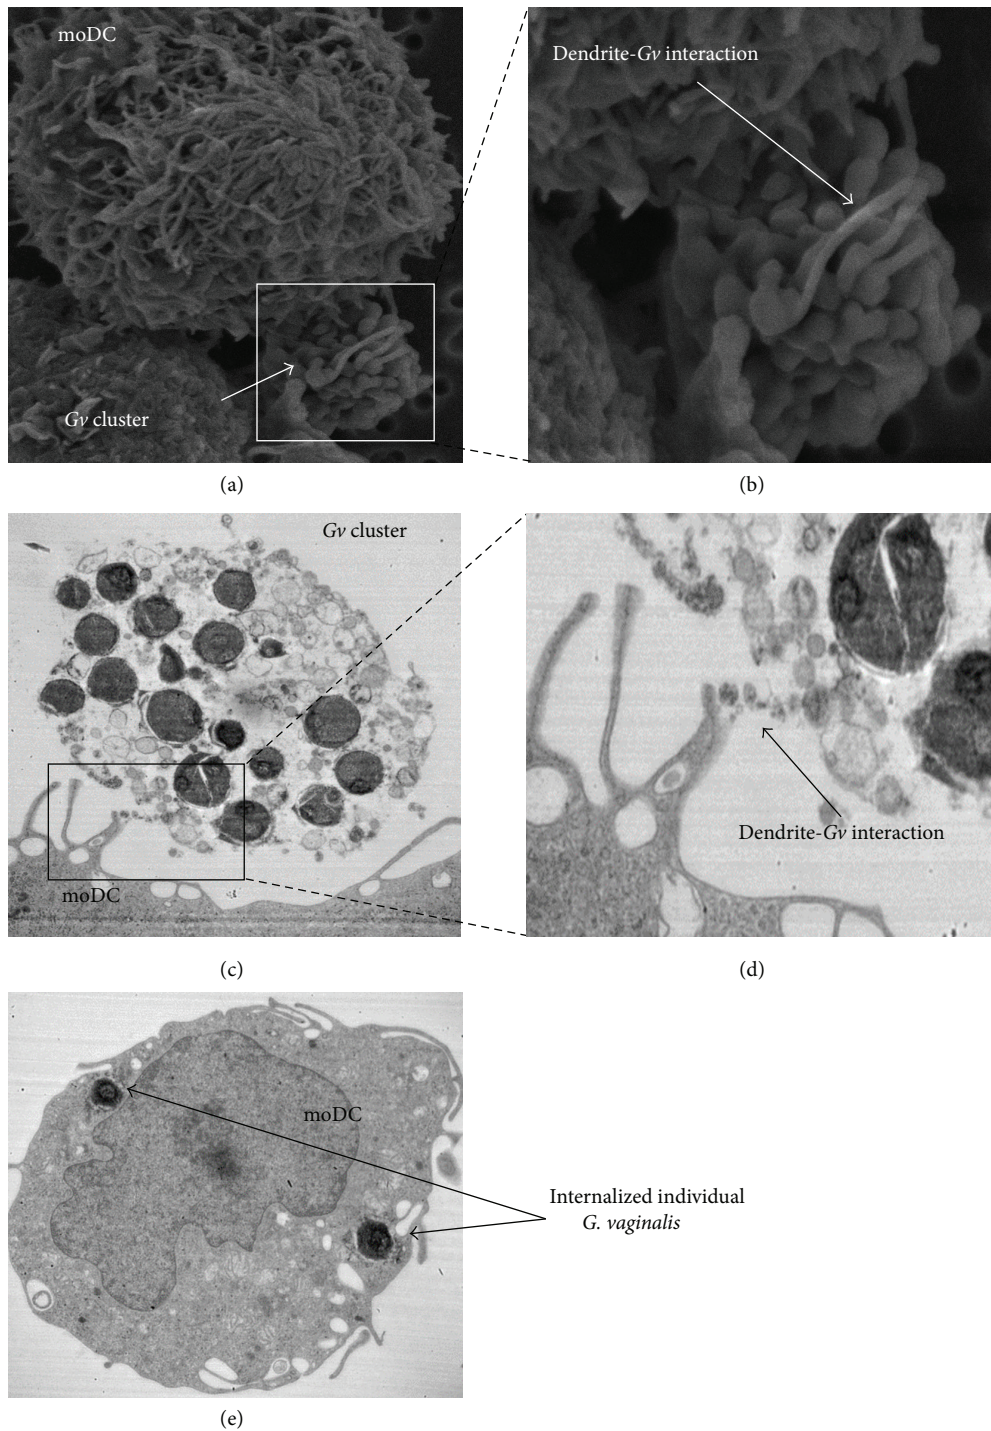 moDC
Dendrite-Gv interaction
Gv cluster
(a)
(b)
Gv cluster
moDC
Dendrite-Gv interaction
(c)
(d)
moDC
Internalized individual
G. vaginalis
(e)